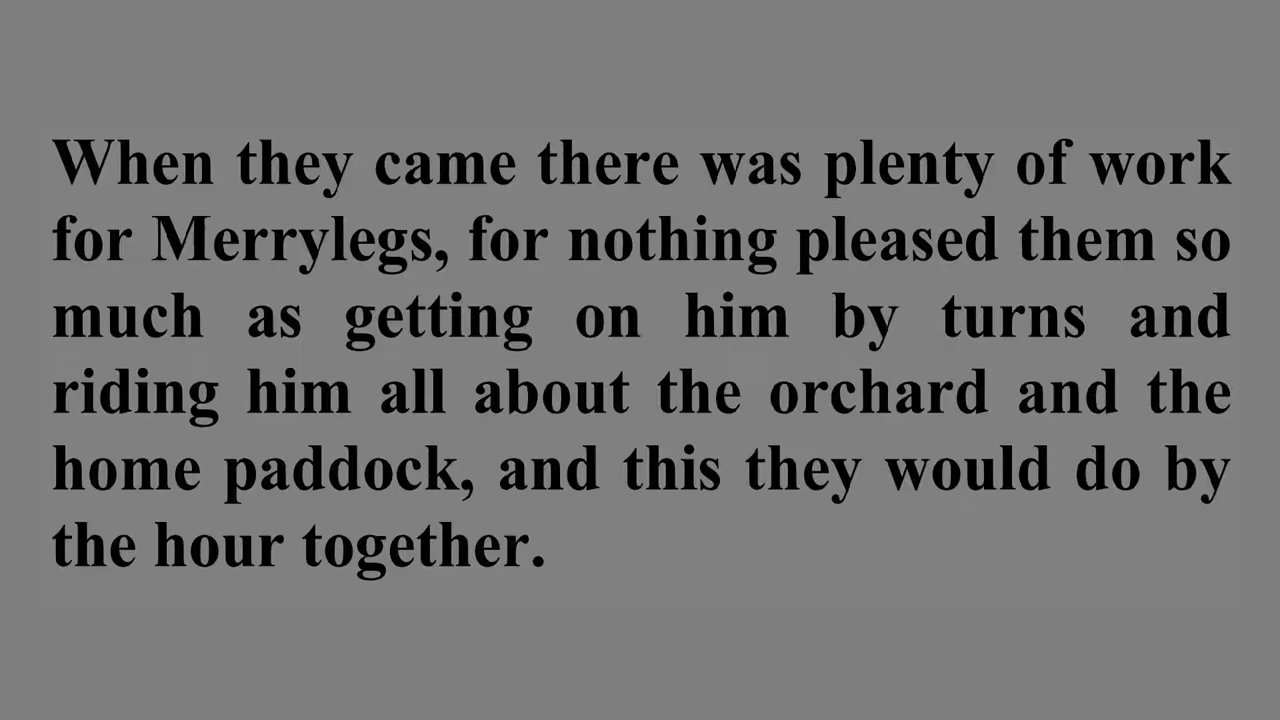 When they came there was plenty of work
for Merrylegs, for nothing pleased them so
much as getting on him by turns and
riding him all about the orchard and the
home paddock, and this they would do by
the hour together.